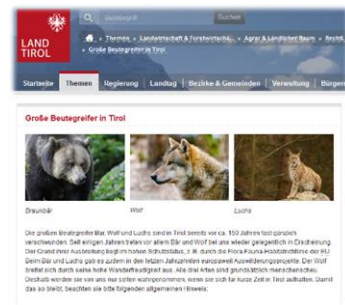 LAND
TIROL
Suchbegriff Suchen
Themen Landwirtschaft & Forstwirtscha... Agrar & Ländlicher Raum
Große Beutegreifer in Tirol
Startseite Themen Regierung Landtag Bezirke & Gemeinden Verwaltung Bürger
Große Beutegreifer in Tirol
Braunbär Wolf Luchs
Die großen Beutegreifer Bär, Wolf und Luchs sind in Tirol bereits vor ca. 150 Jahren fast gänzlich
verschwunden. Seit einigen Jahren treten vor allem Bär und Wolf bei uns wieder gelegentlich in Erscheinung.
Der Grund ihrer Ausbreitung liegt im hohen Schutzstatus, z.B. durch die Flora-Fauna-Habitatrichtlinie der EU.
Beim Bär und Luchs gab es zudem in den letzten Jahrzehnten europaweit Auswilderungsprojekte. Der Wolf
breitet sich durch seine hohe Wanderfreudigkeit aus. Alle drei Arten sind grundsätzlich menschenscheu.
Deshalb werden sie von uns nur selten wahrgenommen, wenn sie sich für kurze Zeit in Tirol aufhalten. Damit
das so bleibt, beachten sie bitte folgenden allgemeinen Hinweis: